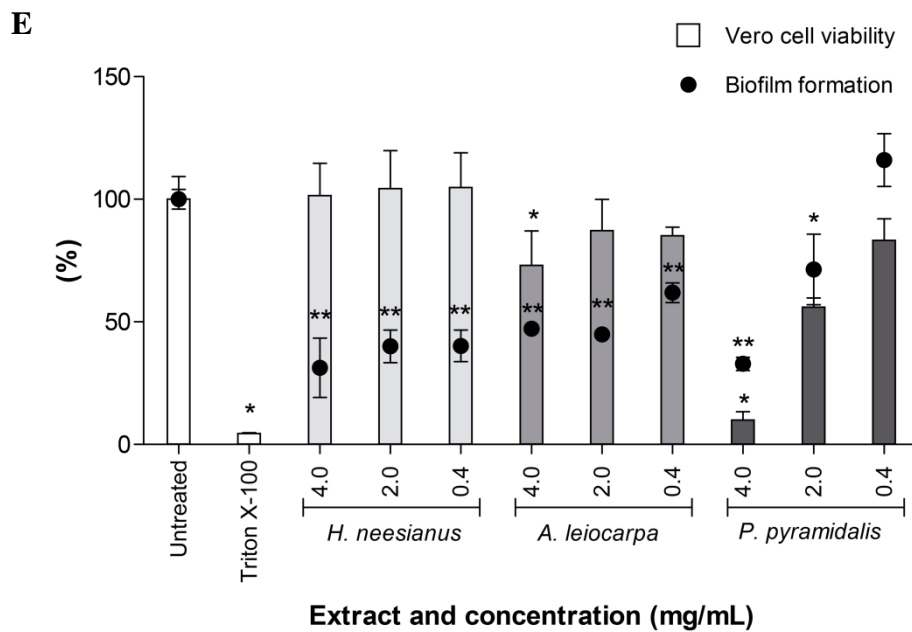 E
Vero cell viability
Biofilm formation
150
100
50
0
(%)
*
**
**
**
*
**
**
**
**
*
*
Untreated
Triton X-100
4.0
2.0
0.4
4.0
2.0
0.4
4.0
2.0
0.4
H. neesianus
A. leiocarpa
P. pyramidalis
Extract and concentration (mg/mL)